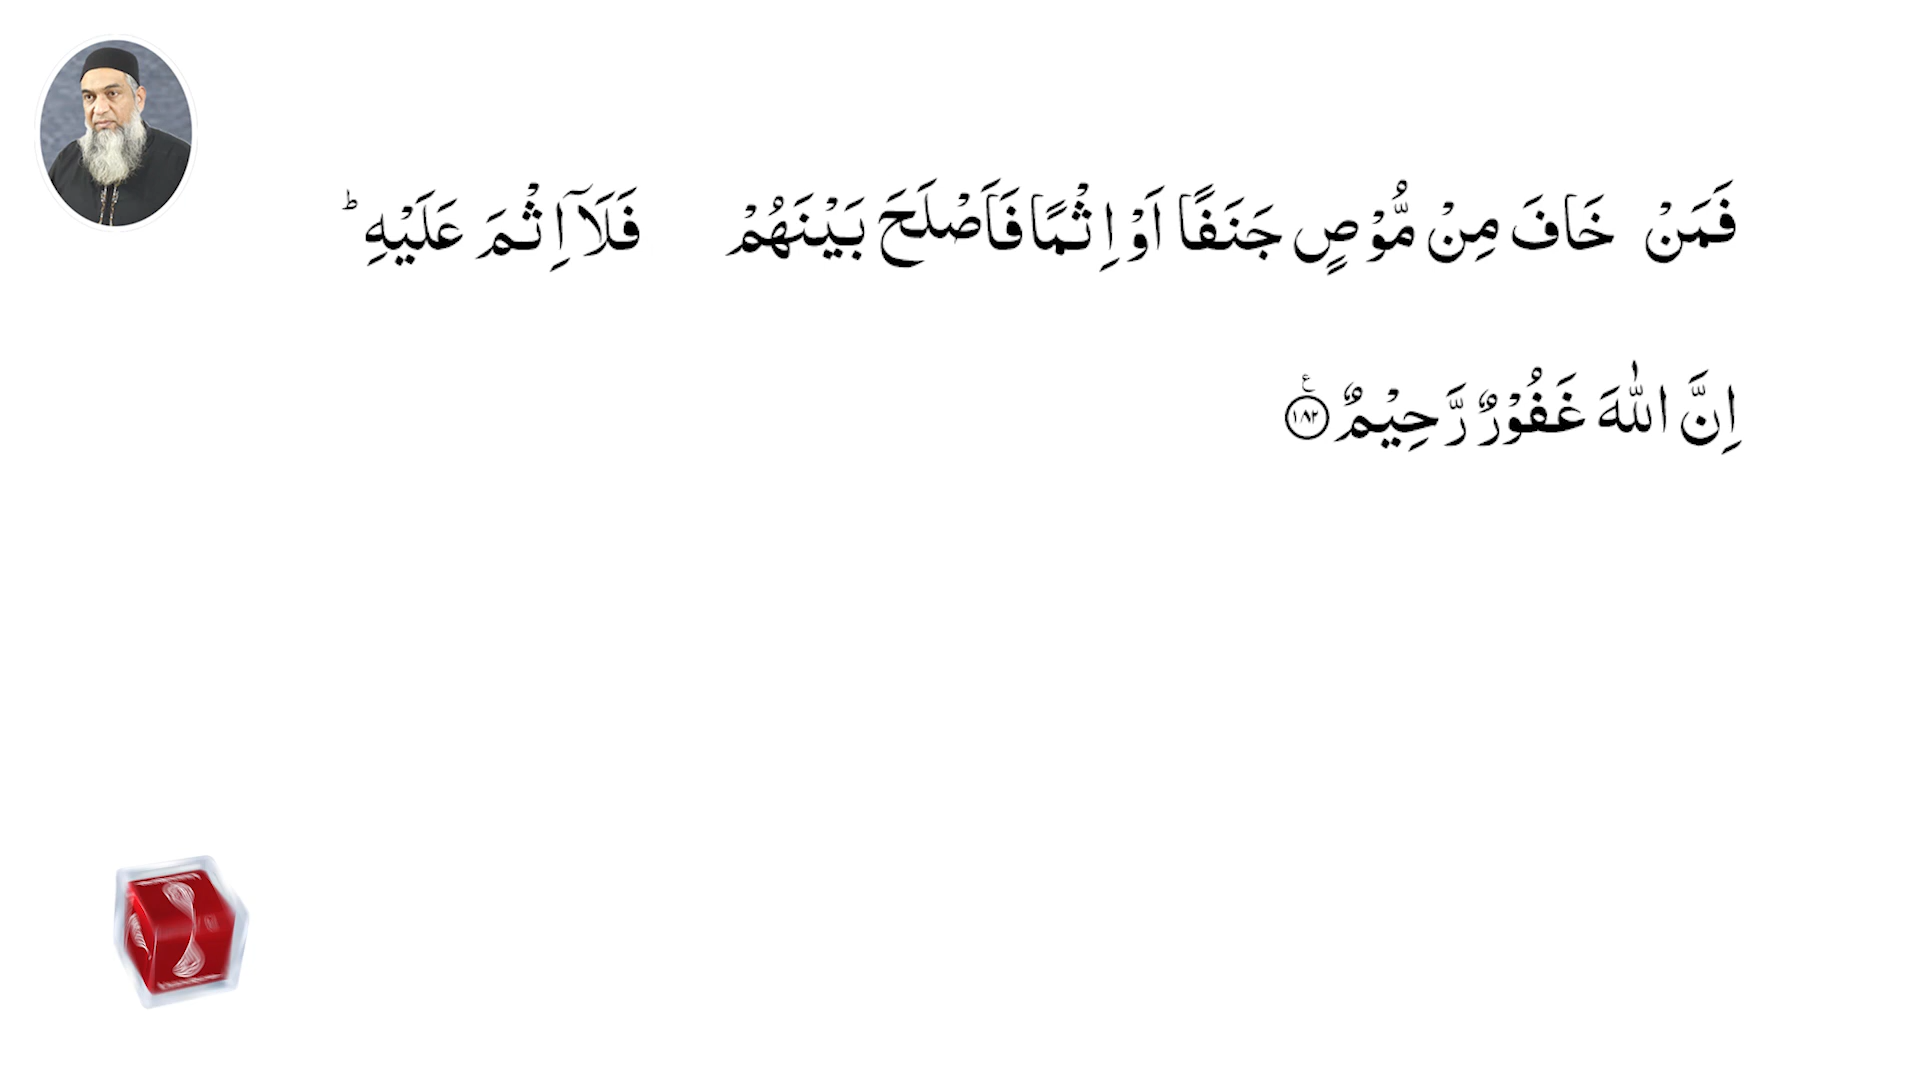 فَمَنْ خَافَ مِنْ مُّوْصٍ جَنَفًا اَوْ اِثْمًا فَاَصْلَحَ بَيْنَهُمْ فَلَاۤ اِثْمَ عَلَيْهِ ؕ
اِنَّ اللّٰهَ غَفُوْرٌ رَّحِيْمٌ ۝۱۸۲ ع